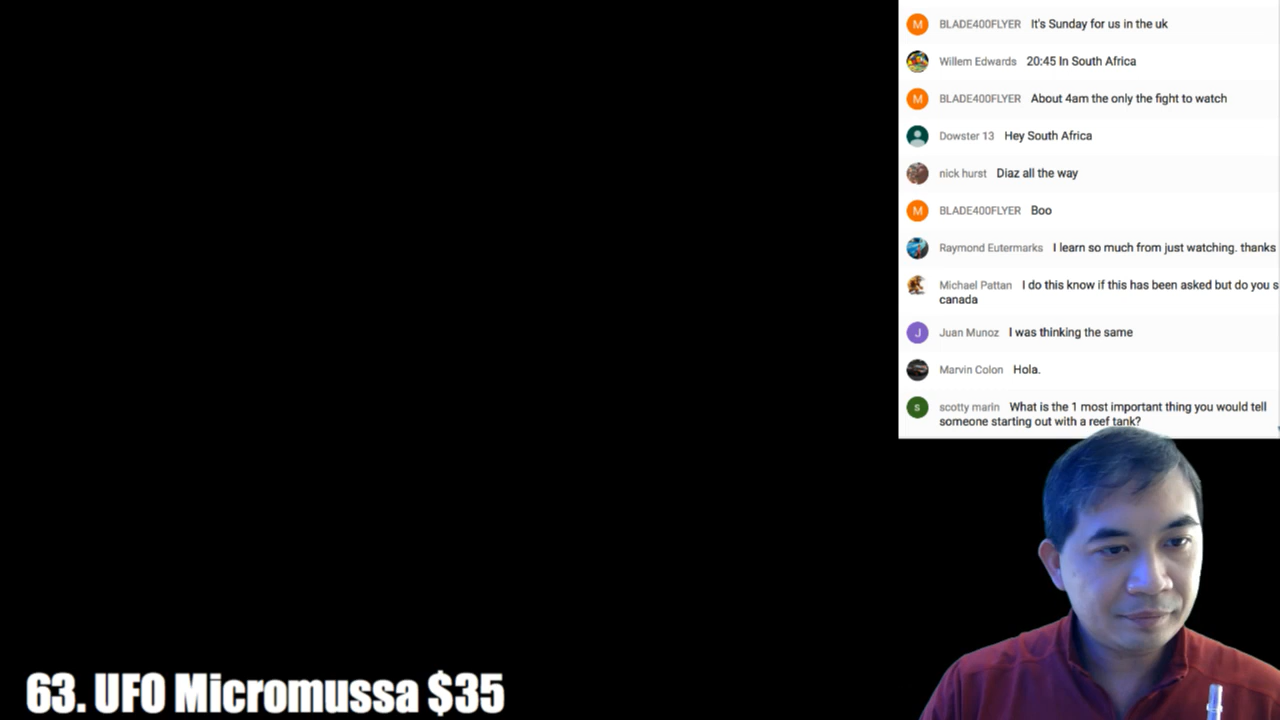 M BLADE400FLYER It's Sunday for us in the uk
Willem Edwards 20:45 In South Africa
M BLADE400FLYER About 4am the only the fight to watch
Dowster 13 Hey South Africa
nick hurst Diaz all the way
M BLADE400FLYER Boo
Raymond Eutermarks I learn so much from just watching. thanks
Michael Pattan I do this know if this has been asked but do you s
canada
J Juan Munoz I was thinking the same
Marvin Colon Hola.
s scotty marin What is the 1 most important thing you would tell
someone starting out with a reef tank?
63. UFO Micromussa $35